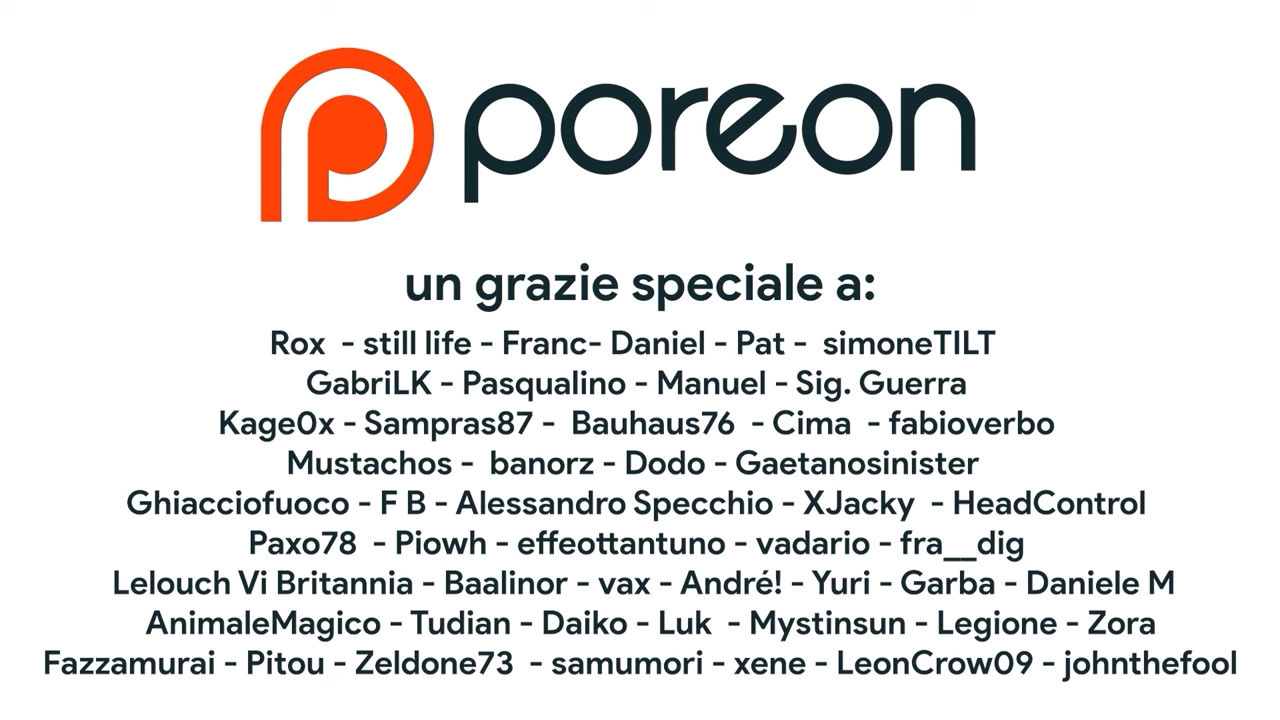 poreon
un grazie speciale a:
Rox - still life - Franc- Daniel - Pat - simoneTILT
GabriLK - Pasqualino - Manuel - Sig. Guerra
Kage0x - Sampras87 - Bauhaus76 - Cima - fabioverbo
Mustachos - banorz - Dodo - Gaetanosinister
Ghiacciofuoco - F B - Alessandro Specchio - XJacky - HeadControl
Paxo78 - Piowh - effeottantuno - vadario - fra__dig
Lelouch Vi Britannia - Baalinor - vax - André! - Yuri - Garba - Daniele M
AnimaleMagico - Tudian - Daiko - Luk - Mystinsun - Legione - Zora
Fazzamurai - Pitou - Zeldone73 - samumori - xene - LeonCrow09 - johnthefool